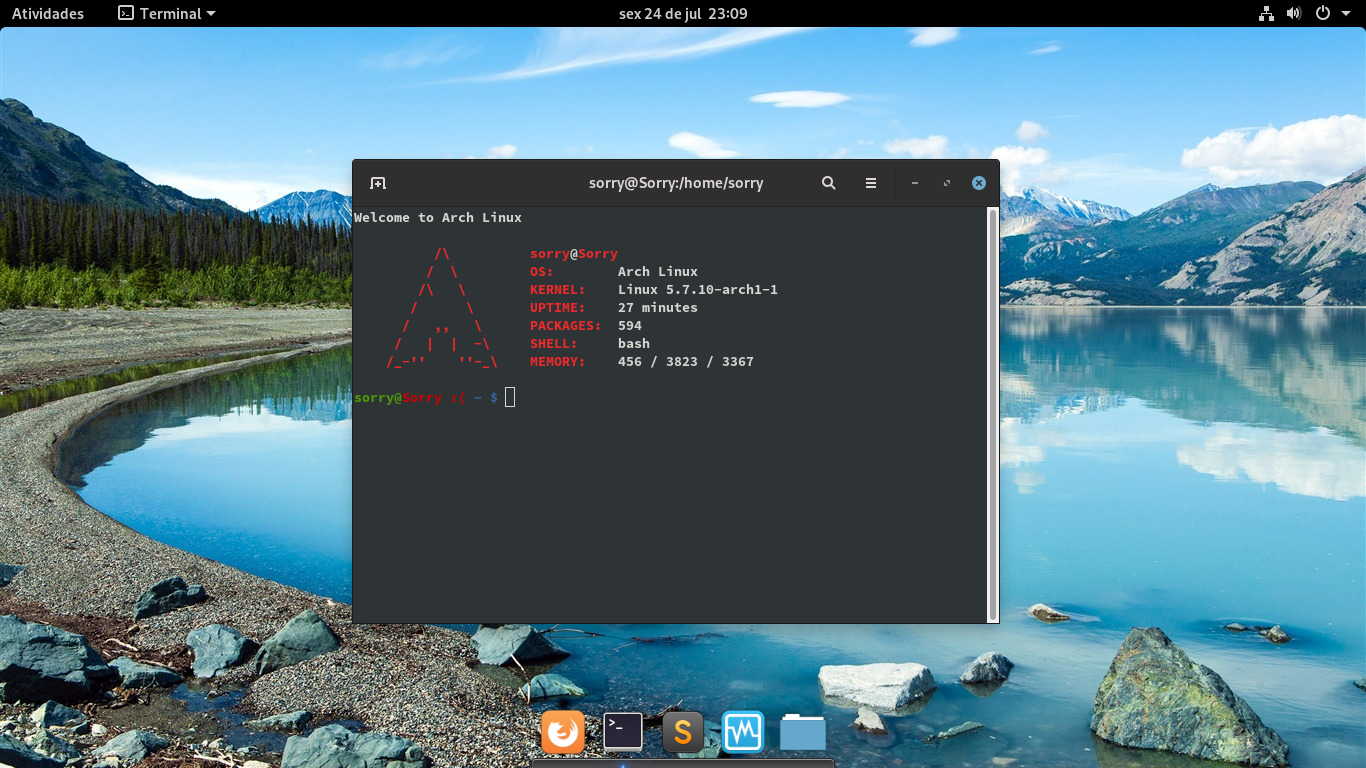 Atividades Terminal sex 24 de jul 23:09
sorry@Sorry:/home/sorry
Welcome to Arch Linux
sorry@Sorry
OS: Arch Linux
KERNEL: Linux 5.7.10-arch1-1
UPTIME: 27 minutes
PACKAGES: 594
SHELL: bash
MEMORY: 456 / 3823 / 3367
sorry@Sorry :( ~ $
>_
S